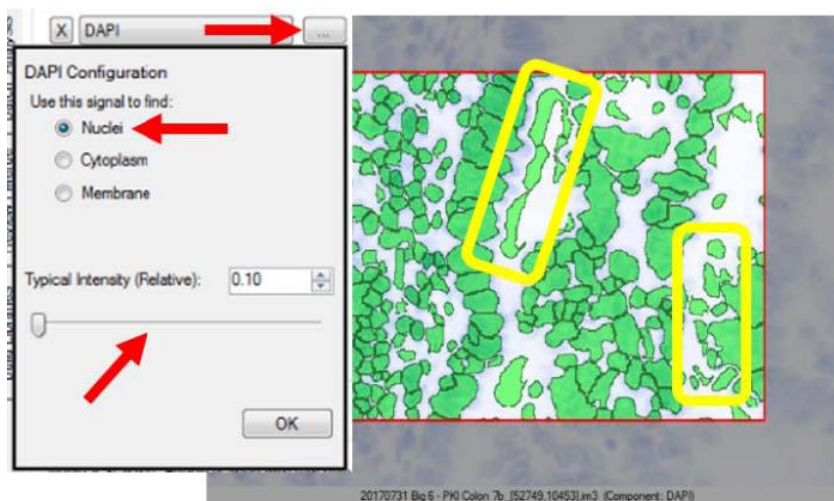 X DAPI ...
DAPI Configuration
Use this signal to find:
Nuclei
Cytoplasm
Membrane
Typical Intensity (Relative): 0.10
OK
20170731 Big 6 - PKI Colon 7b_[52749,10453].im3 (Component: DAPI)